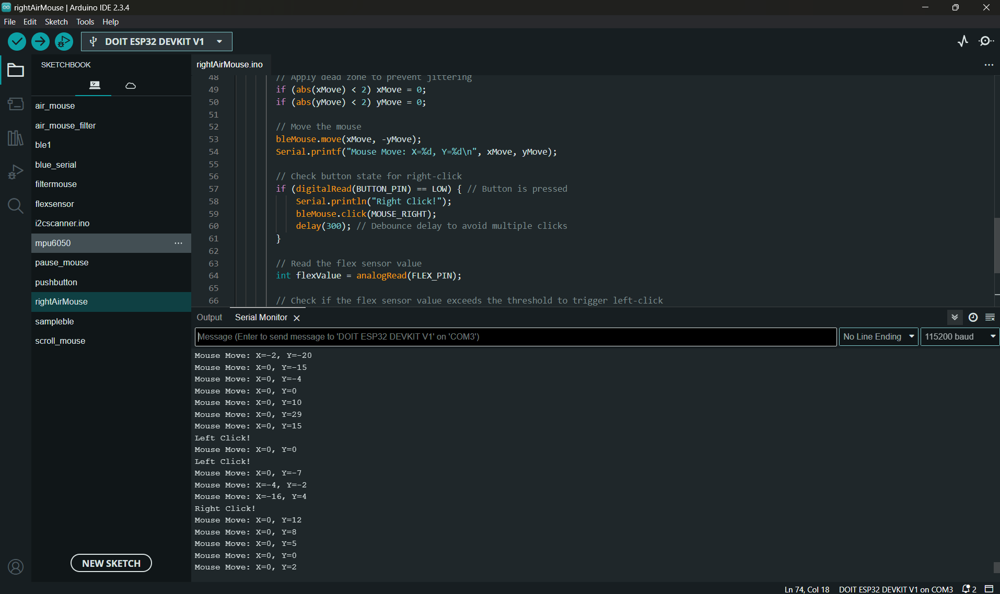 rightAirMouse | Arduino IDE 2.3.4
File Edit Sketch Tools Help
DOIT ESP32 DEVKIT V1
SKETCHBOOK
air_mouse
air_mouse_filter
ble1
blue_serial
filtermouse
flexsensor
i2cscanner.ino
mpu6050 ...
pause_mouse
pushbutton
rightAirMouse
sampleble
scroll_mouse
NEW SKETCH
rightAirMouse.ino
48 // Apply dead zone to prevent jittering
49 if (abs(xMove) < 2) xMove = 0;
50 if (abs(yMove) < 2) yMove = 0;
51
52 // Move the mouse
53 bleMouse.move(xMove, -yMove);
54 Serial.printf("Mouse Move: X=%d, Y=%d\n", xMove, yMove);
55
56 // Check button state for right-click
57 if (digitalRead(BUTTON_PIN) == LOW) { // Button is pressed
58 Serial.println("Right Click!");
59 bleMouse.click(MOUSE_RIGHT);
60 delay(300); // Debounce delay to avoid multiple clicks
61 }
62
63 // Read the flex sensor value
64 int flexValue = analogRead(FLEX_PIN);
65
66 // Check if the flex sensor value exceeds the threshold to trigger left-click
Output Serial Monitor
Message (Enter to send message to 'DOIT ESP32 DEVKIT V1' on 'COM3') No Line Ending 115200 baud
Mouse Move: X=-2, Y=-20
Mouse Move: X=0, Y=-15
Mouse Move: X=0, Y=-4
Mouse Move: X=0, Y=0
Mouse Move: X=0, Y=10
Mouse Move: X=0, Y=29
Mouse Move: X=0, Y=15
Left Click!
Mouse Move: X=0, Y=0
Left Click!
Mouse Move: X=0, Y=-7
Mouse Move: X=-4, Y=-2
Mouse Move: X=-16, Y=4
Right Click!
Mouse Move: X=0, Y=12
Mouse Move: X=0, Y=8
Mouse Move: X=0, Y=5
Mouse Move: X=0, Y=0
Mouse Move: X=0, Y=2
Ln 74, Col 18 DOIT ESP32 DEVKIT V1 on COM3 2